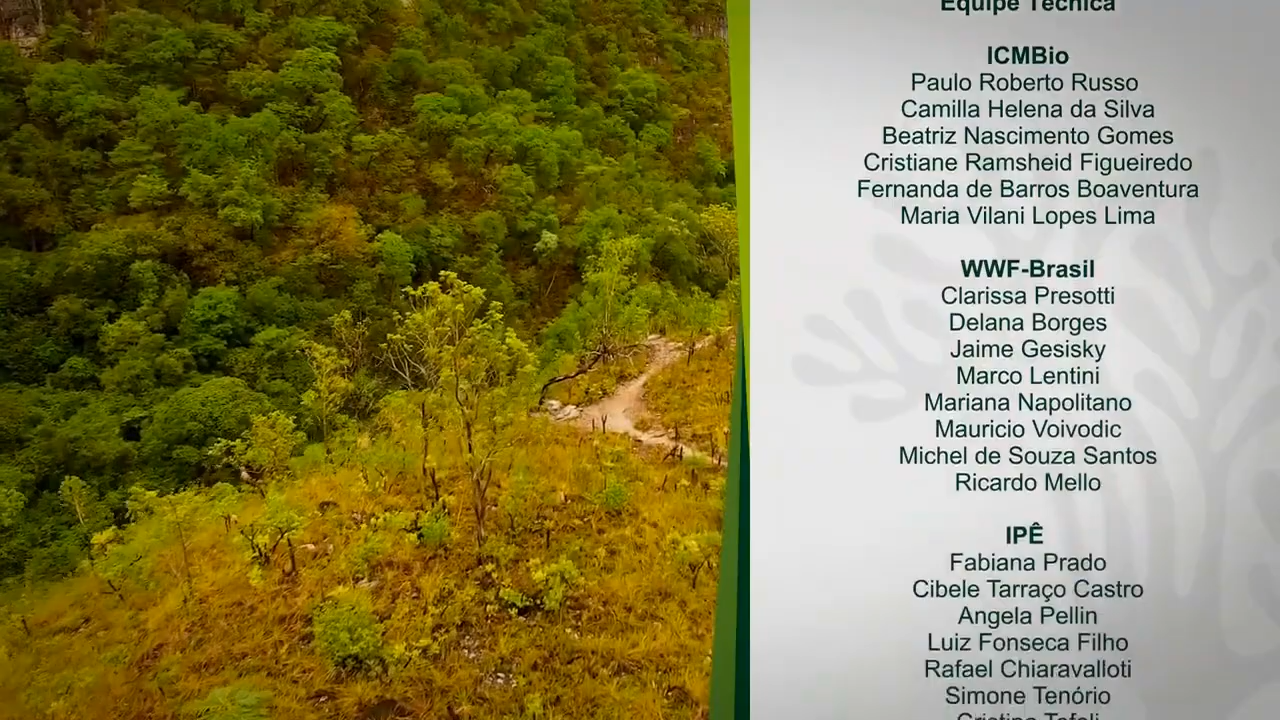 Equipe Técnica
ICMBio
Paulo Roberto Russo
Camilla Helena da Silva
Beatriz Nascimento Gomes
Cristiane Ramsheid Figueiredo
Fernanda de Barros Boaventura
Maria Vilani Lopes Lima
WWF-Brasil
Clarissa Presotti
Delana Borges
Jaime Gesisky
Marco Lentini
Mariana Napolitano
Mauricio Voivodic
Michel de Souza Santos
Ricardo Mello
IPÊ
Fabiana Prado
Cibele Tarraço Castro
Angela Pellin
Luiz Fonseca Filho
Rafael Chiaravalloti
Simone Tenório